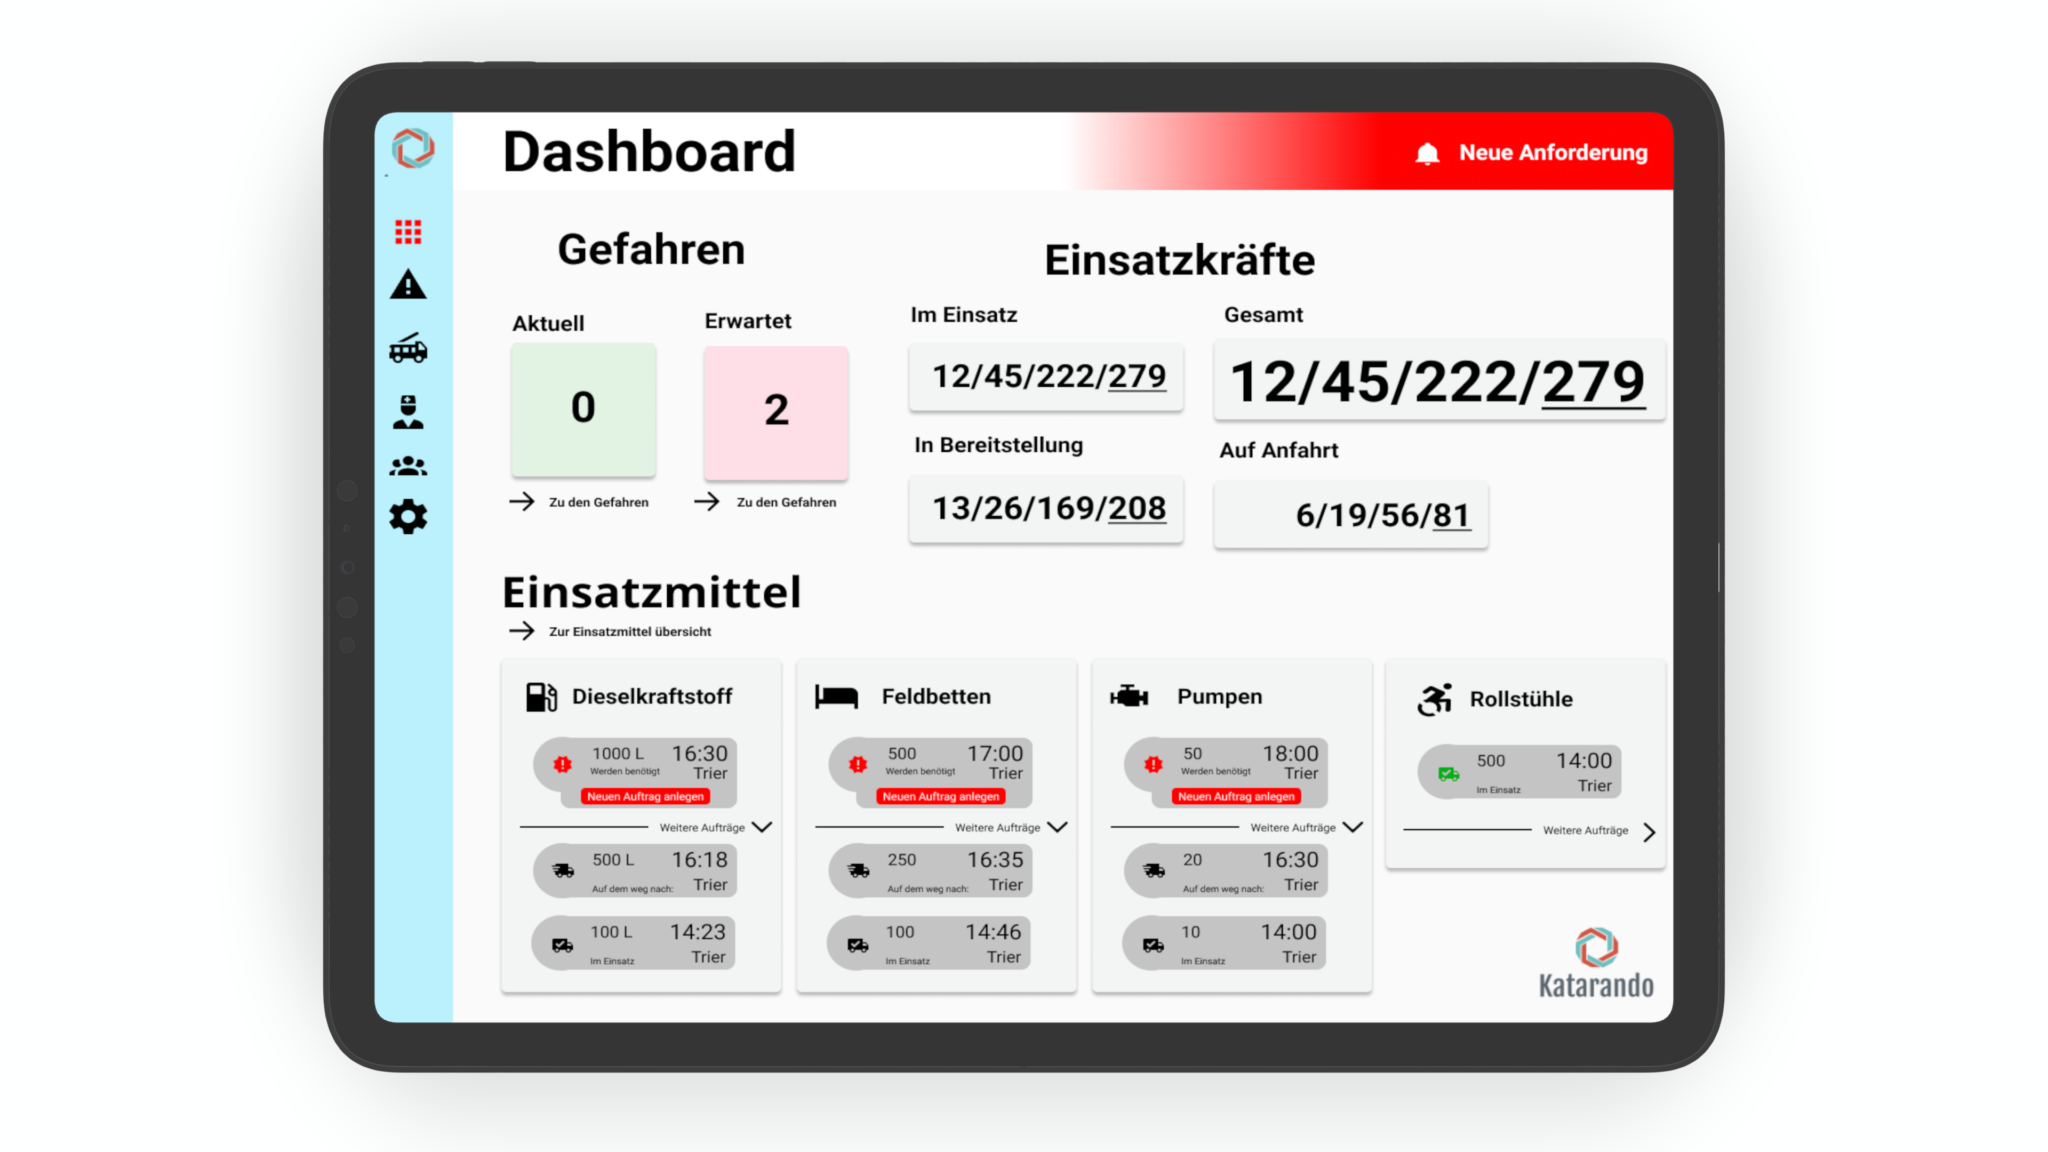 Dashboard
Neue Anforderung
Gefahren
Aktuell
Erwartet
0
2
Zu den Gefahren
Zu den Gefahren
Einsatzkräfte
Im Einsatz
Gesamt
12/45/222/279
12/45/222/279
In Bereitstellung
Auf Anfahrt
13/26/169/208
6/19/56/81
Einsatzmittel
Zur Einsatzmittel übersicht
Dieselkraftstoff
1000 L
16:30
Werden benötigt
Trier
Neuen Auftrag anlegen
Weitere Aufträge
500 L
16:18
Auf dem weg nach:
Trier
100 L
14:23
Im Einsatz
Trier
Feldbetten
500
17:00
Werden benötigt
Trier
Neuen Auftrag anlegen
Weitere Aufträge
250
16:35
Auf dem weg nach:
Trier
100
14:46
Im Einsatz
Trier
Pumpen
50
18:00
Werden benötigt
Trier
Neuen Auftrag anlegen
Weitere Aufträge
20
16:30
Auf dem weg nach:
Trier
10
14:00
Im Einsatz
Trier
Rollstühle
500
14:00
Im Einsatz
Trier
Weitere Aufträge
Katarando